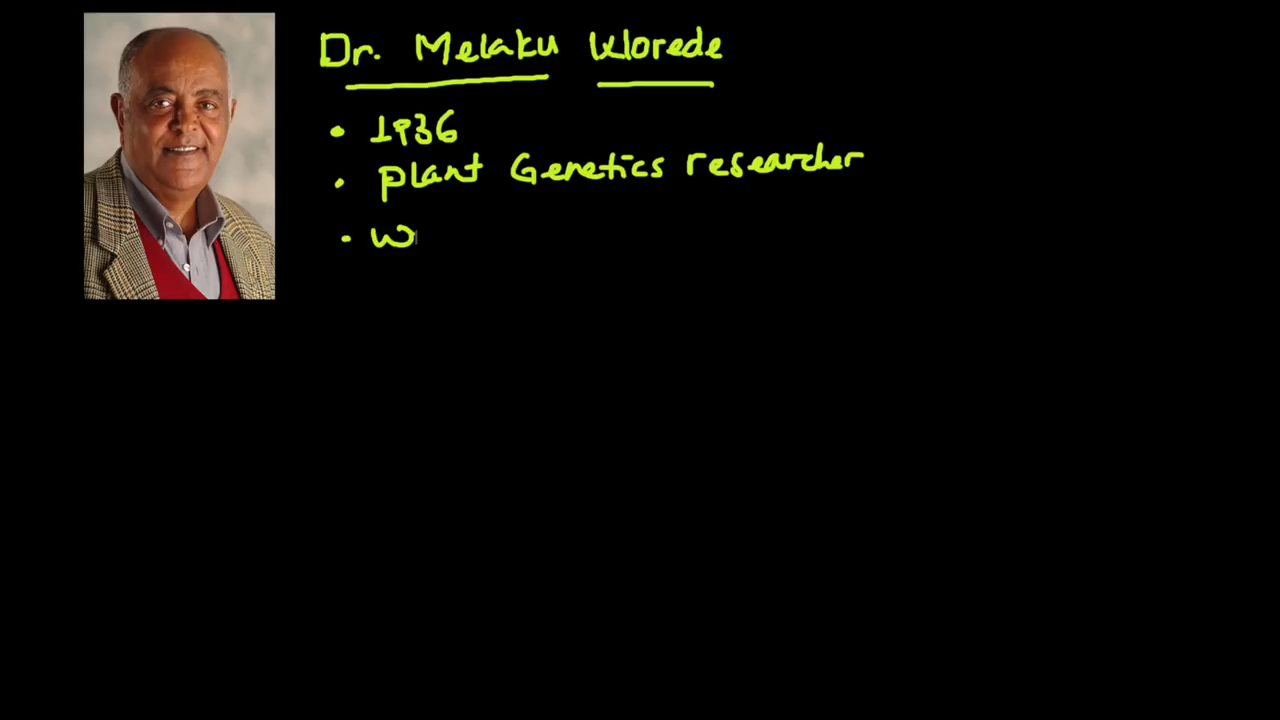 Dr. Melaku Worede
• 1936
• plant Genetics researcher
• w